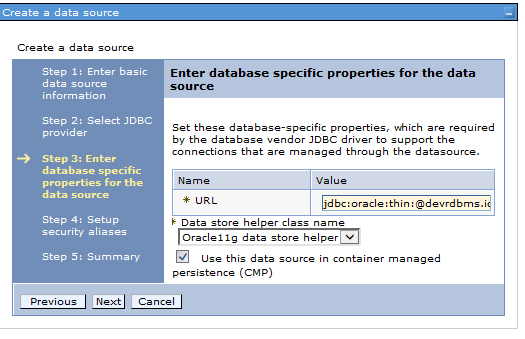 Create a data source
Create a data source
Step 1: Enter basic
data source
information
Step 2: Select JDBC
provider
Step 3: Enter
database specific
properties for the
data source
Step 4: Setup
security aliases
Step 5: Summary
Enter database specific properties for the data
source
Set these database-specific properties, which are required
by the database vendor JDBC driver to support the
connections that are managed through the datasource.
Name Value
* URL jdbc:oracle:thin:@devrdbms.ic
Data store helper class name
Oracle11g data store helper
Use this data source in container managed
persistence (CMP)
Previous Next Cancel